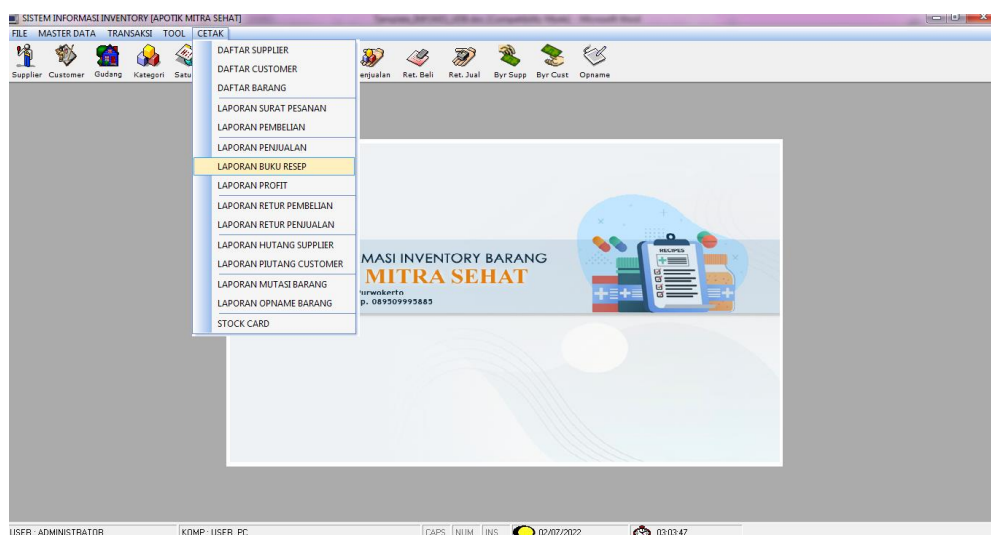 SISTEM INFORMASI INVENTORY [APOTIK MITRA SEHAT]
FILE MASTER DATA TRANSAKSI TOOL CETAK
Supplier Customer Gudang Kategori Satu enjualan Ret. Beli Ret. Jual Byr Supp Byr Cust Opname
DAFTAR SUPPLIER
DAFTAR CUSTOMER
DAFTAR BARANG
LAPORAN SURAT PESANAN
LAPORAN PEMBELIAN
LAPORAN PENJUALAN
LAPORAN BUKU RESEP
LAPORAN PROFIT
LAPORAN RETUR PEMBELIAN
LAPORAN RETUR PENJUALAN
LAPORAN HUTANG SUPPLIER
LAPORAN PIUTANG CUSTOMER
LAPORAN MUTASI BARANG
LAPORAN OPNAME BARANG
STOCK CARD
MASI INVENTORY BARANG
MITRA SEHAT
urwokerto
p. 089509995885
RECIPES
USER : ADMINISTRATOR KOMP : USER_PC CAPS NUM INS 02/07/2022 03:03:47